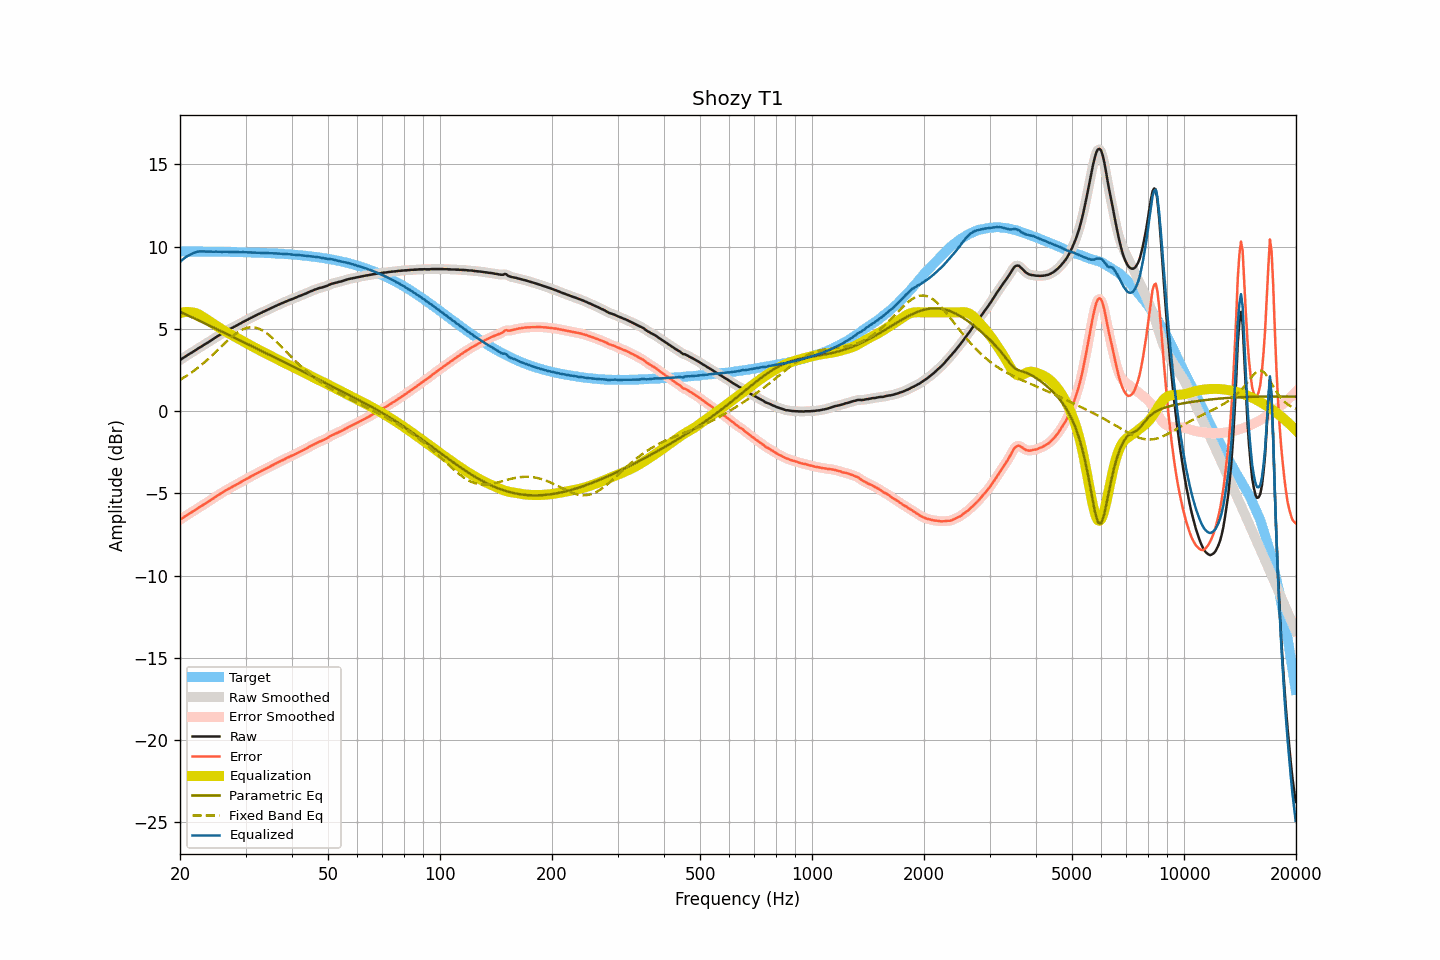 Shozy T1
15
10
5
0
−5
−10
−15
−20
−25
Amplitude (dBr)
Target
Raw Smoothed
Error Smoothed
Raw
Error
Equalization
Parametric Eq
Fixed Band Eq
Equalized
20 50 100 200 500 1000 2000 5000 10000 20000
Frequency (Hz)